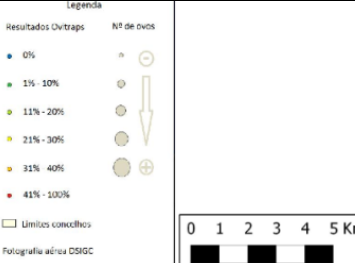 Legenda
Resultados Ovitraps Nº de ovos
0%
1% - 10%
11% - 20%
21% - 30%
31% 40%
41% - 100%
Limites concelhos
Fotografia aérea DSIGC
0 1 2 3 4 5 Kr